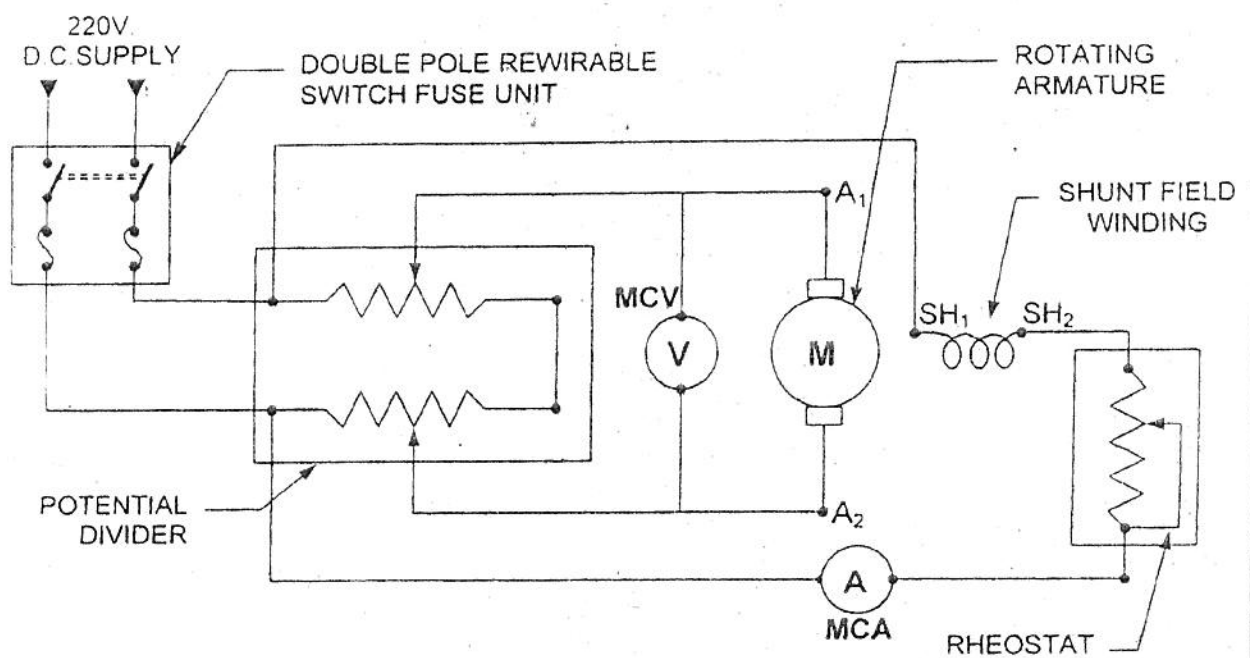 220V.
D.C.SUPPLY
DOUBLE POLE REWIRABLE
SWITCH FUSE UNIT
ROTATING
ARMATURE
SHUNT FIELD
WINDING
A₁
MCV
V
M
SH₁
SH₂
POTENTIAL
DIVIDER
A₂
A
MCA
RHEOSTAT